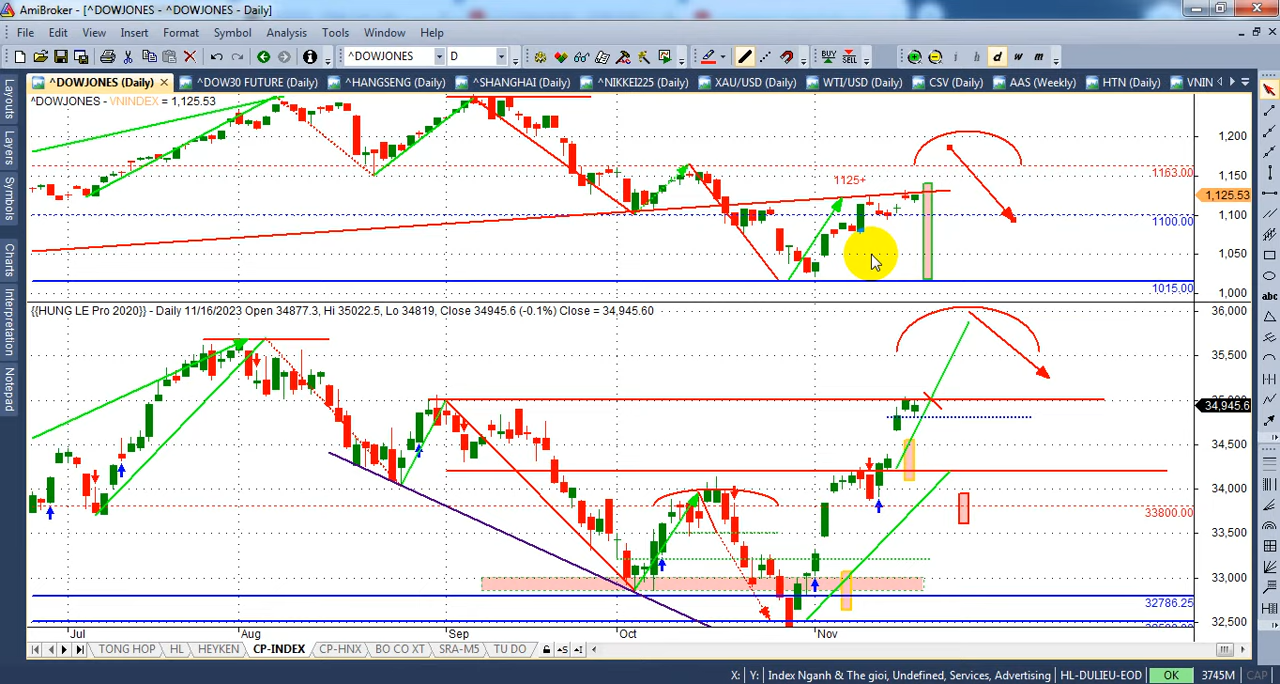 AmiBroker - [^DOWJONES - ^DOWJONES - Daily]
File Edit View Insert Format Symbol Analysis Tools Window Help
^DOWJONES D BUY SELL i h d w m
^DOWJONES (Daily) ^DOW30 FUTURE (Daily) ^HANGSENG (Daily) ^SHANGHAI (Daily) ^NIKKEI225 (Daily) XAU/USD (Daily) WTI/USD (Daily) CSV (Daily) AAS (Weekly) HTN (Daily) VNIN
Layouts
Layers
Symbols
Charts
Interpretation
Notepad
^DOWJONES - VNINDEX = 1,125.53
1,200
1163.00
1,150
1125+
1,125.53
1,100
1100.00
1,050
1015.00
1,000
{{HUNG LE Pro 2020}} - Daily 11/16/2023 Open 34877.3, Hi 35022.5, Lo 34819, Close 34945.6 (-0.1%) Close = 34,945.60
36,000
35,500
35,000
34,945.6
34,500
34,000
33800.00
33,500
33,000
32786.25
32,500
Jul Aug Sep Oct Nov
TONG HOP HL HEYKEN CP-INDEX CP-HNX BO CO XT SRA-M5 TU DO
abc
X: Y: Index Nganh & The gioi, Undefined, Services, Advertising HL-DULIEU-EOD OK 3745M CAP